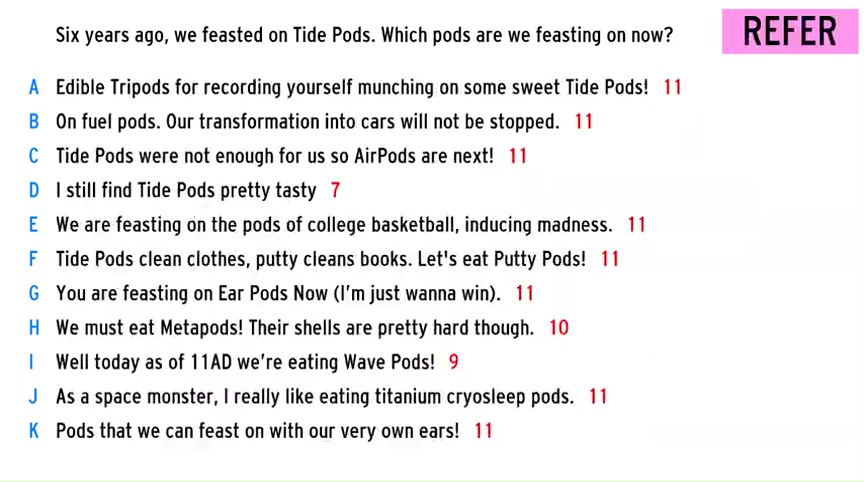 Six years ago, we feasted on Tide Pods. Which pods are we feasting on now?
REFER
A Edible Tripods for recording yourself munching on some sweet Tide Pods! 11
B On fuel pods. Our transformation into cars will not be stopped. 11
C Tide Pods were not enough for us so AirPods are next! 11
D I still find Tide Pods pretty tasty 7
E We are feasting on the pods of college basketball, inducing madness. 11
F Tide Pods clean clothes, putty cleans books. Let's eat Putty Pods! 11
G You are feasting on Ear Pods Now (I'm just wanna win). 11
H We must eat Metapods! Their shells are pretty hard though. 10
I Well today as of 11AD we're eating Wave Pods! 9
J As a space monster, I really like eating titanium cryosleep pods. 11
K Pods that we can feast on with our very own ears! 11